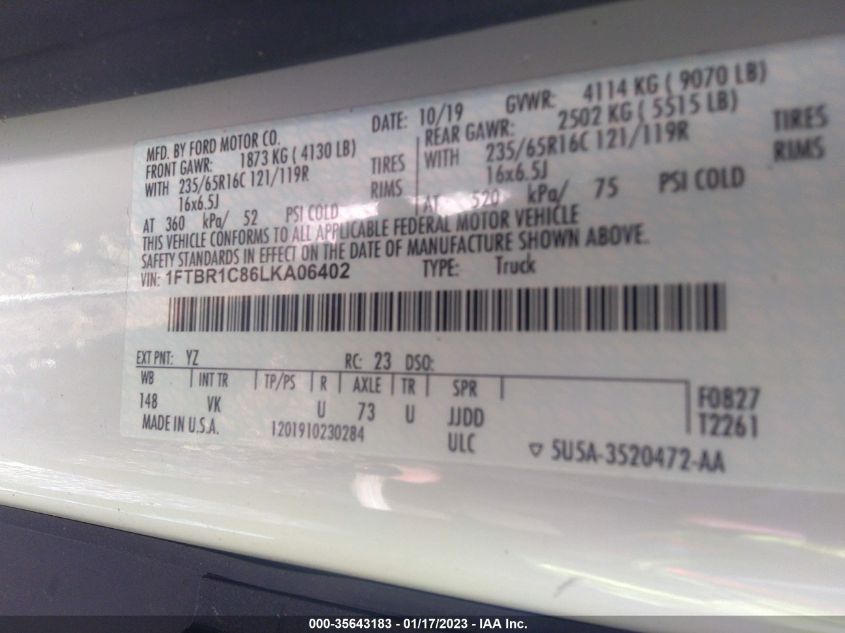 MFD. BY FORD MOTOR CO.
DATE: 10/19 GVWR: 4114 KG ( 9070 LB)
FRONT GAWR: 1873 KG ( 4130 LB)
REAR GAWR: 2502 KG ( 5515 LB)
WITH 235/65R16C 121/119R TIRES
WITH 235/65R16C 121/119R TIRES
16x6.5J RIMS
16x6.5J RIMS
AT 360 kPa/ 52 PSI COLD
AT 520 kPa/ 75 PSI COLD
THIS VEHICLE CONFORMS TO ALL APPLICABLE FEDERAL MOTOR VEHICLE
SAFETY STANDARDS IN EFFECT ON THE DATE OF MANUFACTURE SHOWN ABOVE.
VIN: 1FTBR1C86LKA06402 TYPE: Truck
EXT PNT: YZ RC: 23 DSO:
WB INT TR TP/PS R AXLE TR SPR
148 VK U 73 U JJDD
F0827
T2261
MADE IN U.S.A. 1201910230284 ULC
▽ 5U5A-3520472-AA
000-35643183 - 01/17/2023 - IAA Inc.